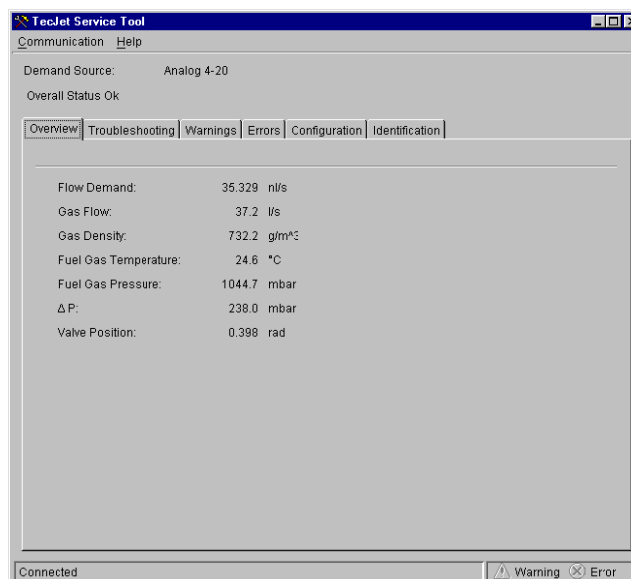 TecJet Service Tool
Communication Help
Demand Source: Analog 4-20
Overall Status Ok
Overview Troubleshooting Warnings Errors Configuration Identification
Flow Demand: 35.329 nl/s
Gas Flow: 37.2 l/s
Gas Density: 732.2 g/m^3
Fuel Gas Temperature: 24.6 °C
Fuel Gas Pressure: 1044.7 mbar
Δ P: 238.0 mbar
Valve Position: 0.398 rad
Connected Warning Error